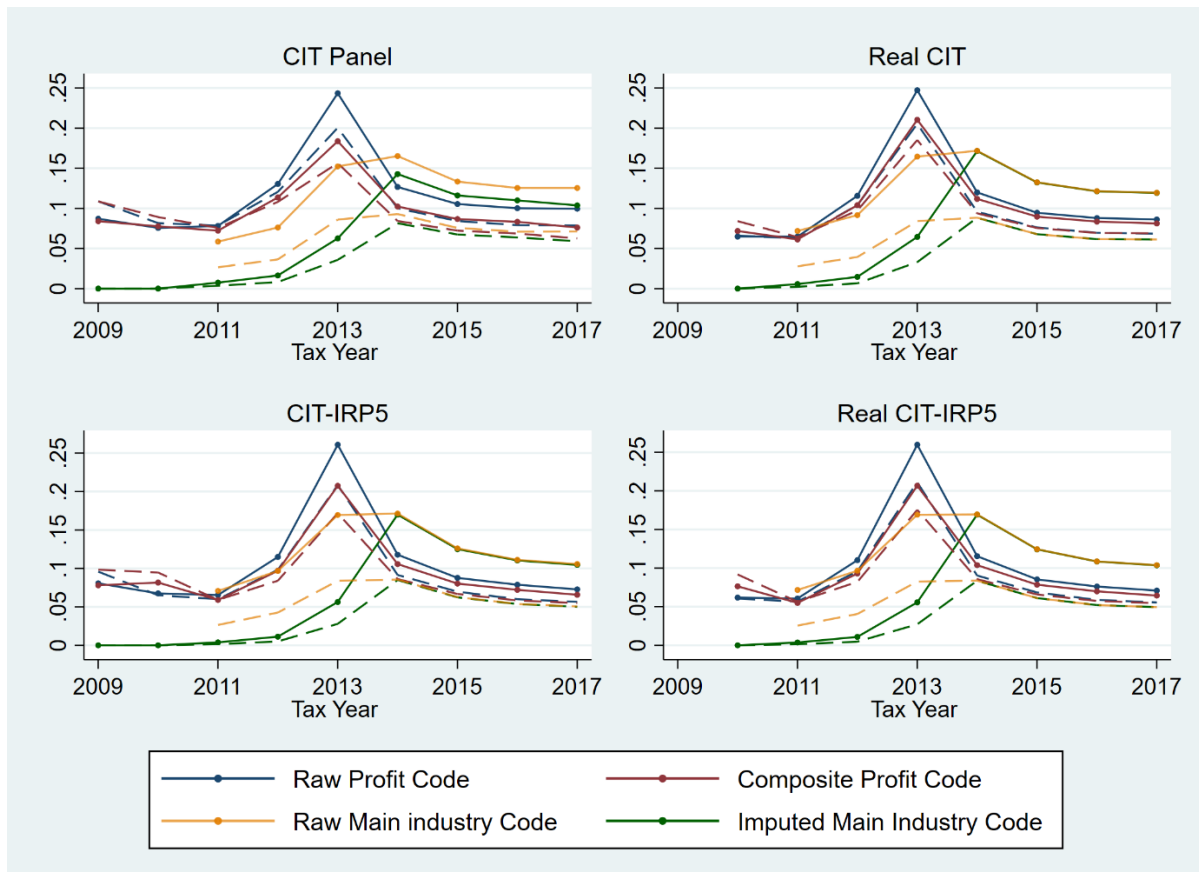 CIT Panel
0
.05
.1
.15
.2
.25
2009 2011 2013 2015 2017
Tax Year
Real CIT
0
.05
.1
.15
.2
.25
2009 2011 2013 2015 2017
Tax Year
CIT-IRP5
0
.05
.1
.15
.2
.25
2009 2011 2013 2015 2017
Tax Year
Real CIT-IRP5
0
.05
.1
.15
.2
.25
2009 2011 2013 2015 2017
Tax Year
Raw Profit Code
Composite Profit Code
Raw Main industry Code
Imputed Main Industry Code